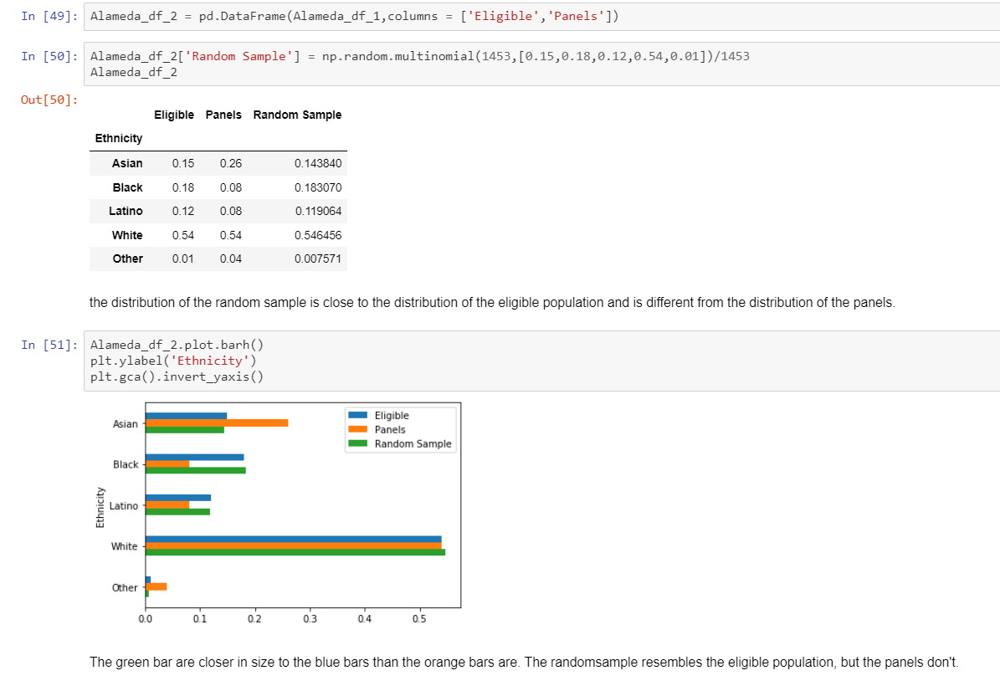 In [49]: Alameda_df_2 = pd.DataFrame(Alameda_df_1,columns = ['Eligible','Panels'])
In [50]: Alameda_df_2['Random Sample'] = np.random.multinomial(1453,[0.15,0.18,0.12,0.54,0.01])/1453
Alameda_df_2
Out[50]:
Eligible Panels Random Sample
Ethnicity
Asian 0.15 0.26 0.143840
Black 0.18 0.08 0.183070
Latino 0.12 0.08 0.119064
White 0.54 0.54 0.546456
Other 0.01 0.04 0.007571
the distribution of the random sample is close to the distribution of the eligible population and is different from the distribution of the panels.
In [51]: Alameda_df_2.plot.barh()
plt.ylabel('Ethnicity')
plt.gca().invert_yaxis()
Eligible
Panels
Random Sample
Asian
Black
Latino
White
Other
Ethnicity
0.0 0.1 0.2 0.3 0.4 0.5
The green bar are closer in size to the blue bars than the orange bars are. The randomsample resembles the eligible population, but the panels don't.